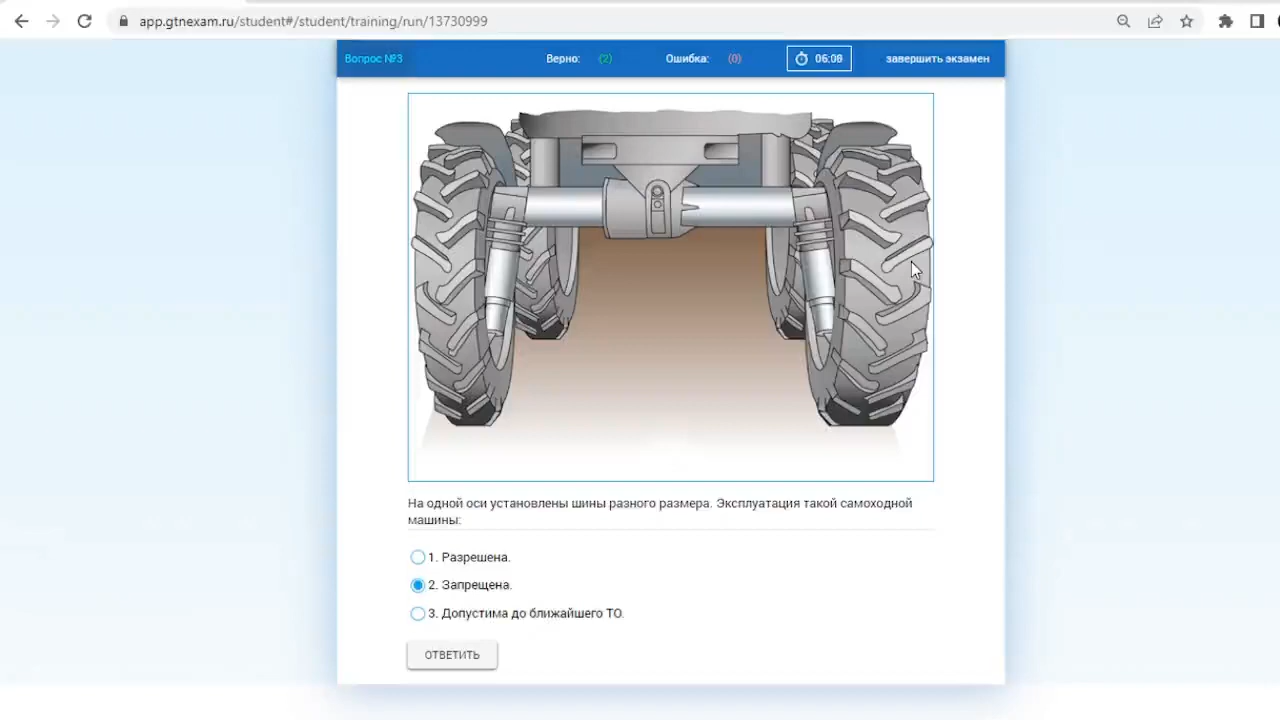 app.gtnexam.ru/student#/student/training/run/13730999
Вопрос №3 Верно: (2) Ошибка: (0) 06:00 завершить экзамен
На одной оси установлены шины разного размера. Эксплуатация такой самоходной
машины:
1. Разрешена.
2. Запрещена.
3. Допустима до ближайшего ТО.
ОТВЕТИТЬ